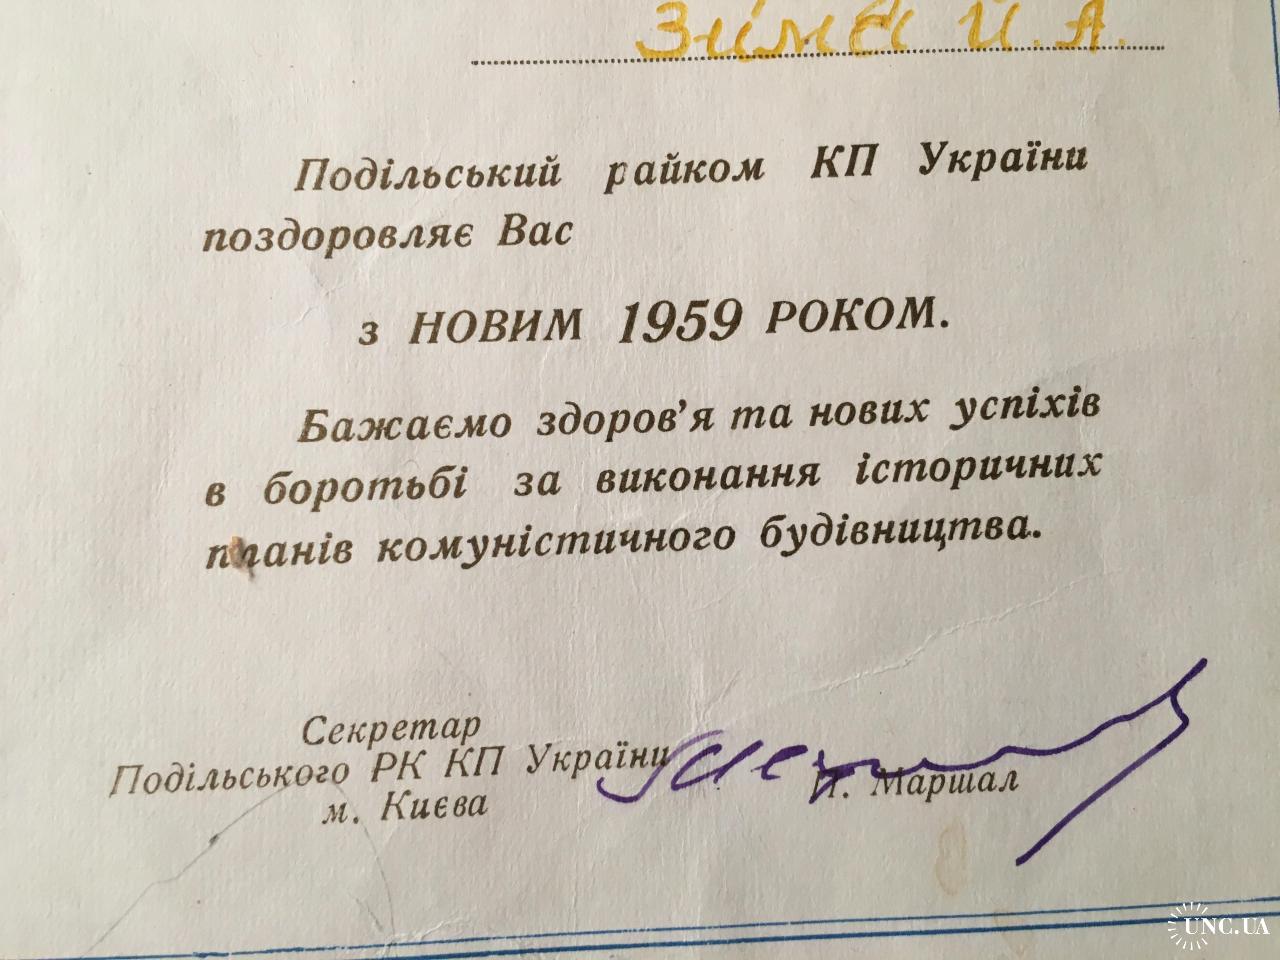 Зіма Й. А.
Подільський райком КП України
поздоровляє Вас
з НОВИМ 1959 РОКОМ.
Бажаємо здоров'я та нових успіхів
в боротьбі за виконання історичних
планів комуністичного будівництва.
Секретар
Подільського РК КП України
м. Києва
Маршал
UNC.UA